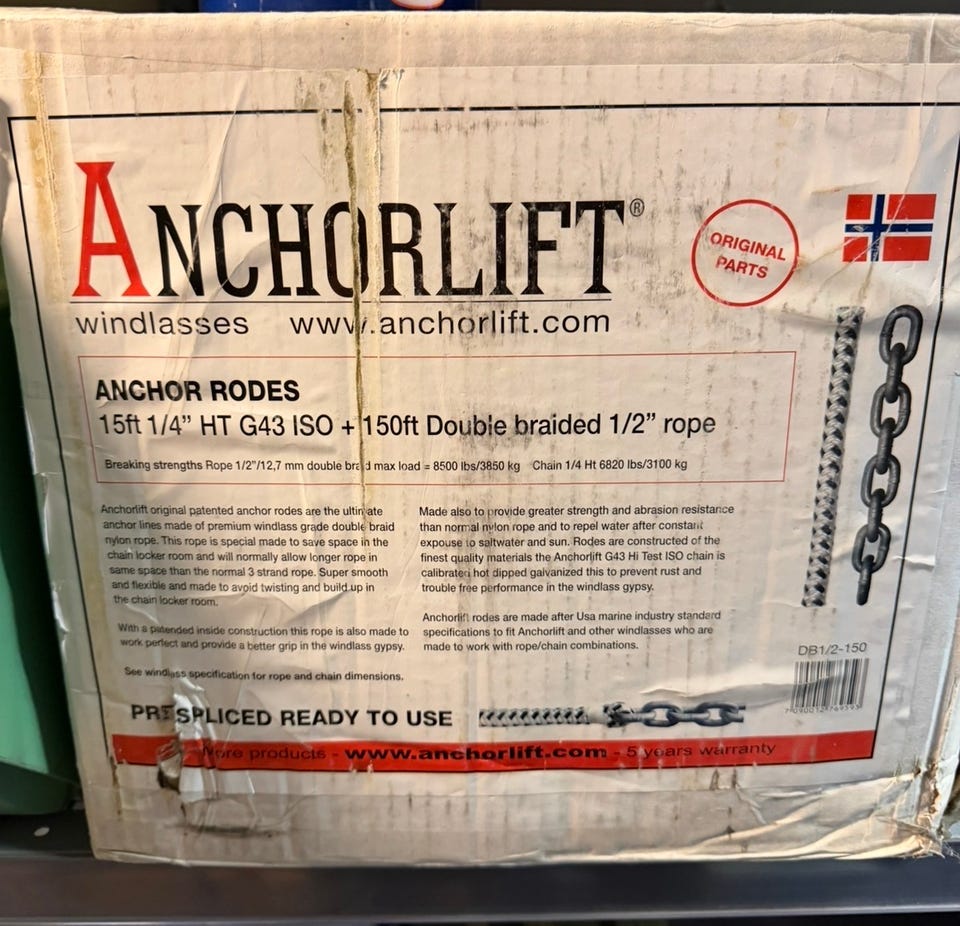 ANCHORLIFT®
ORIGINAL
PARTS
windlasses www.anchorlift.com
ANCHOR RODES
15ft 1/4” HT G43 ISO + 150ft Double braided 1/2” rope
Breaking strengths Rope 1/2”/12,7 mm double braid max load = 8500 lbs/3850 kg Chain 1/4 Ht 6820 lbs/3100 kg
Anchorlift original patented anchor rodes are the ultimate
anchor lines made of premium windlass grade double braid
nylon rope. This rope is special made to save space in the
chain locker room and will normally allow longer rope in
same space than the normal 3 strand rope. Super smooth
and flexible and made to avoid twisting and build up in
the chain locker room.
With a patended inside construction this rope is also made to
work perfect and provide a better grip in the windlass gypsy.
See windlass specification for rope and chain dimensions.
Made also to provide greater strength and abrasion resistance
than normal nylon rope and to repel water after constant
expouse to saltwater and sun. Rodes are constructed of the
finest quality materials the Anchorlift G43 Hi Test ISO chain is
calibrated hot dipped galvanized this to prevent rust and
trouble free performance in the windlass gypsy.
Anchorlift rodes are made after Usa marine industry standard
specifications to fit Anchorlift and other windlasses who are
made to work with rope/chain combinations.
DB1/2-150
PRESPLICED READY TO USE
More products - www.anchorlift.com - 5 years warranty